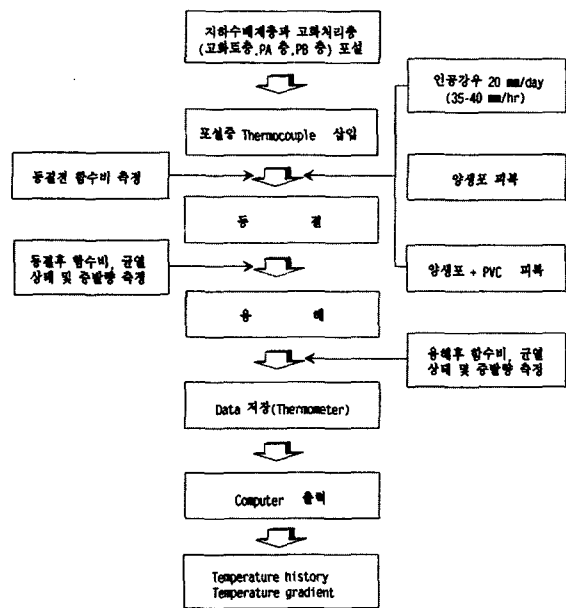 지하수배제층과 고화처리층
(고화토층,PA 층,PB 층) 포설
인공강우 20 mm/day
(35-40 mm/hr)
포설중 Thermocouple 삽입
동결전 함수비 측정
양생포 피복
동 결
동결후 함수비, 균열
상태 및 증발량 측정
양생포 + PVC 피복
융 해
융해후 함수비, 균열
상태 및 증발량 측정
Data 저장(Thermometer)
Computer 출력
Temperature history
Temperature gradient